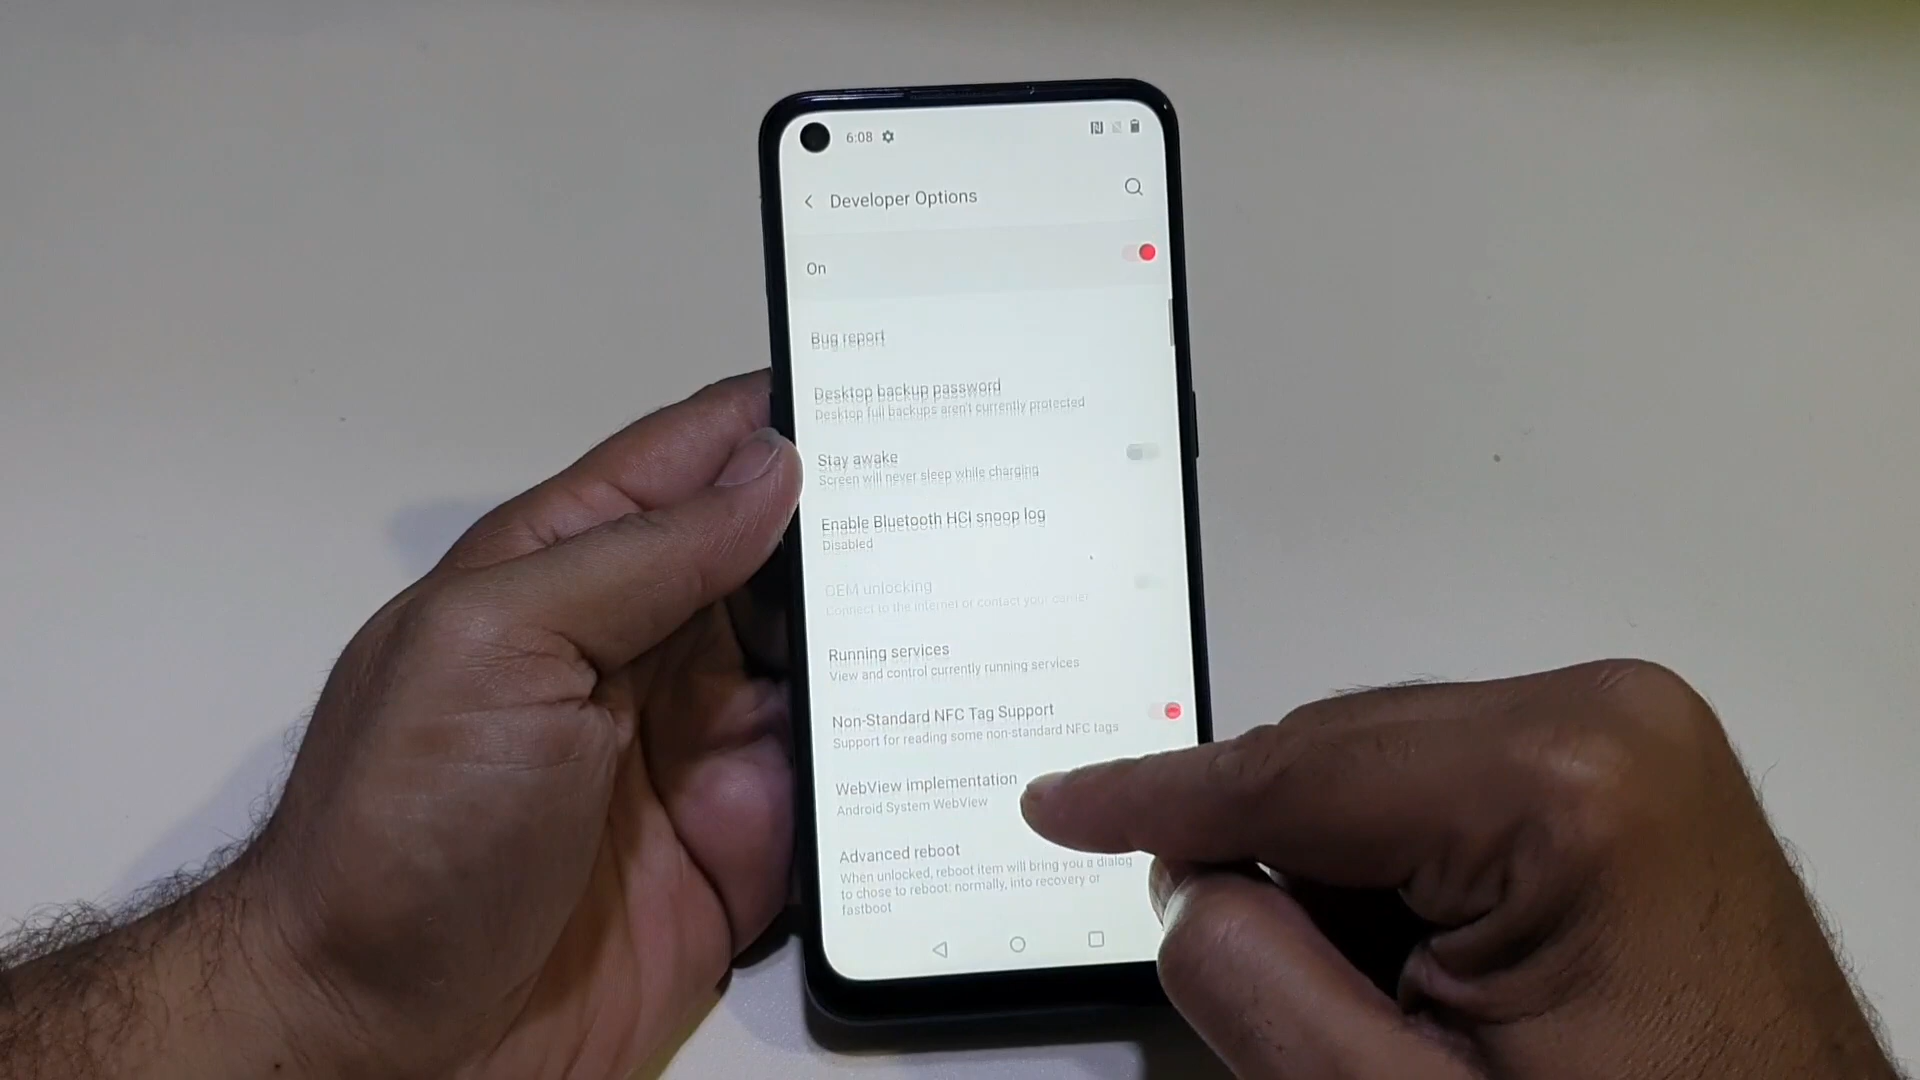 6:08
Developer Options
On
Bug report
Desktop backup password
Desktop full backups aren't currently protected
Stay awake
Screen will never sleep while charging
Enable Bluetooth HCI snoop log
Disabled
OEM unlocking
Connect to the internet or contact your carrier
Running services
View and control currently running services
Non-Standard NFC Tag Support
Support for reading some non-standard NFC tags
WebView implementation
Android System WebView
Advanced reboot
When unlocked, reboot item will bring you a dialog
to chose to reboot: normally, into recovery or
fastboot